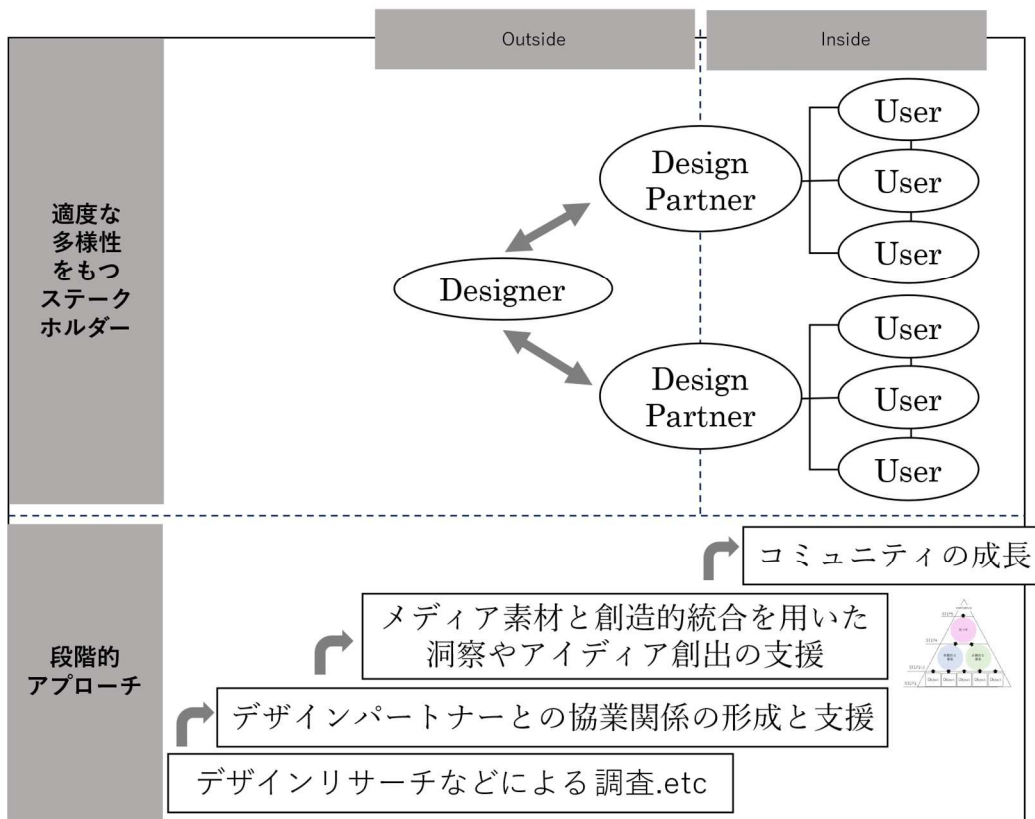 Outside
Inside
適度な
多様性
をもつ
ステーク
ホルダー
Designer
Design
Partner
User
User
User
Design
Partner
User
User
User
段階的
アプローチ
コミュニティの成長
メディア素材と創造的統合を用いた
洞察やアイディア創出の支援
デザインパートナーとの協業関係の形成と支援
デザインリサーチなどによる調査.etc